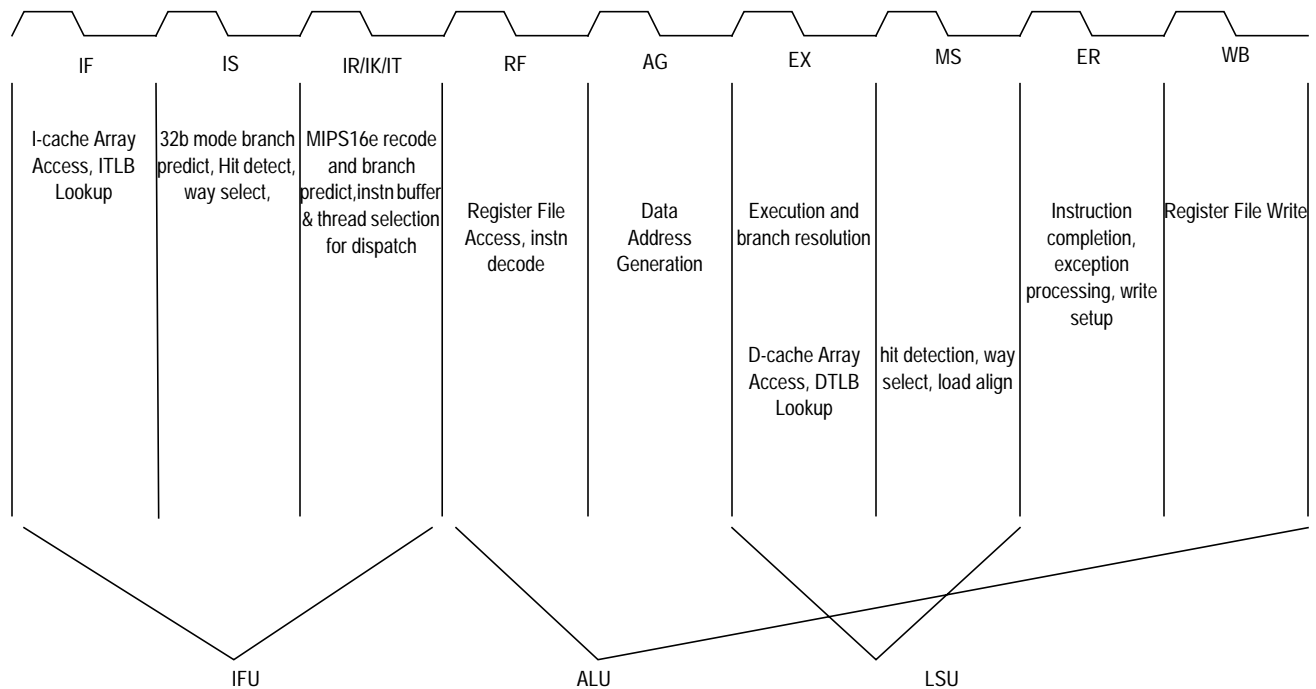 IF
IS
IR/IK/IT
RF
AG
EX
MS
ER
WB
I-cache Array
Access, ITLB
Lookup
32b mode branch
predict, Hit detect,
way select,
MIPS16e recode
and branch
predict,instn buffer
& thread selection
for dispatch
Register File
Access, instn
decode
Data
Address
Generation
Execution and
branch resolution
D-cache Array
Access, DTLB
Lookup
hit detection, way
select, load align
Instruction
completion,
exception
processing, write
setup
Register File Write
IFU
ALU
LSU